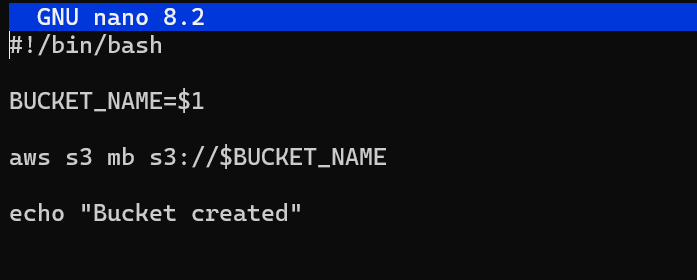 GNU nano 8.2
#!/bin/bash
BUCKET_NAME=$1
aws s3 mb s3://$BUCKET_NAME
echo "Bucket created"